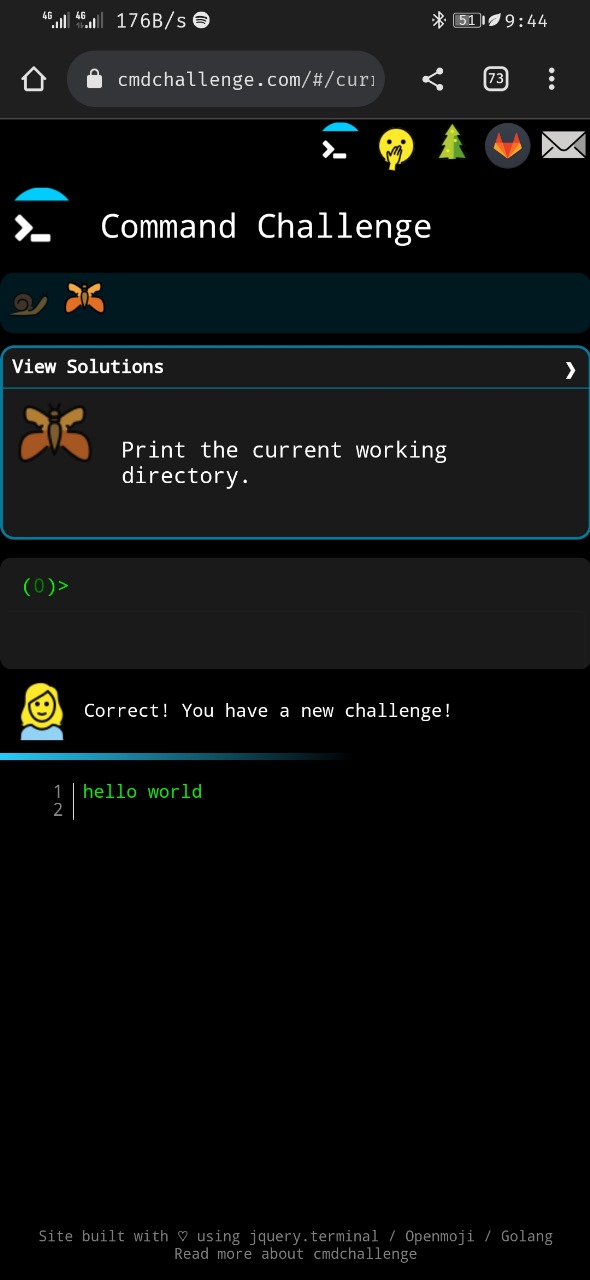 4G 4G 176B/s 51 9:44
cmdchallenge.com/#/curr
73
Command Challenge
View Solutions ❯
Print the current working
directory.
(0)>
Correct! You have a new challenge!
1 hello world
2
Site built with ♡ using jquery.terminal / Openmoji / Golang
Read more about cmdchallenge